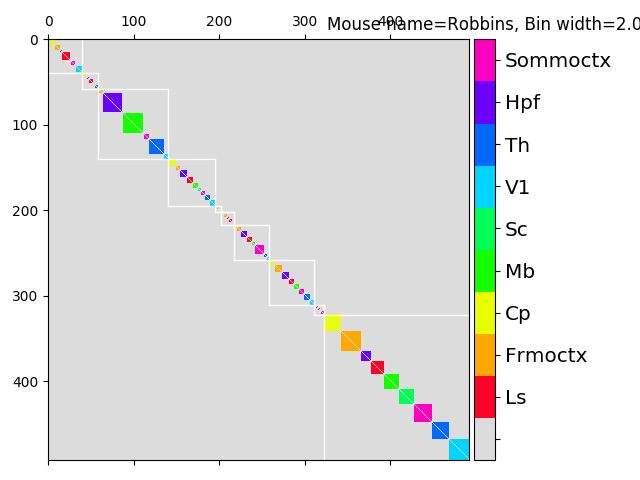 Mouse name=Robbins, Bin width=2.0
0 100 200 300 400
0
100
200
300
400
Sommoctx
Hpf
Th
V1
Sc
Mb
Cp
Frmoctx
Ls